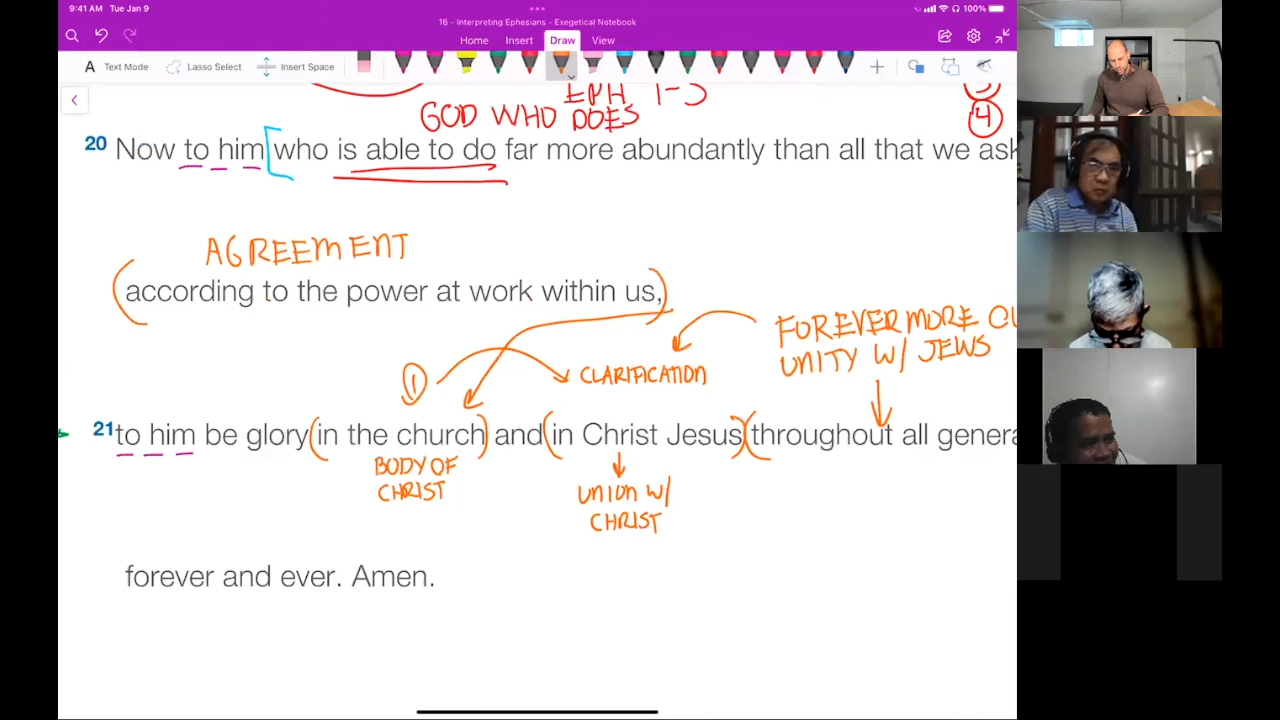 9:41 AM Tue Jan 9
100%
16 - Interpreting Ephesians - Exegetical Notebook
Home Insert Draw View
A Text Mode Lasso Select Insert Space
EPH 1-3
GOD WHO DOES
4
20 Now to him who is able to do far more abundantly than all that we ask
AGREEMENT
(according to the power at work within us,)
FOREVERMORE
UNITY W/ JEWS
1 CLARIFICATION
21 to him be glory (in the church) and (in Christ Jesus) (throughout all genera
BODY OF
CHRIST
UNION W/
CHRIST
forever and ever. Amen.